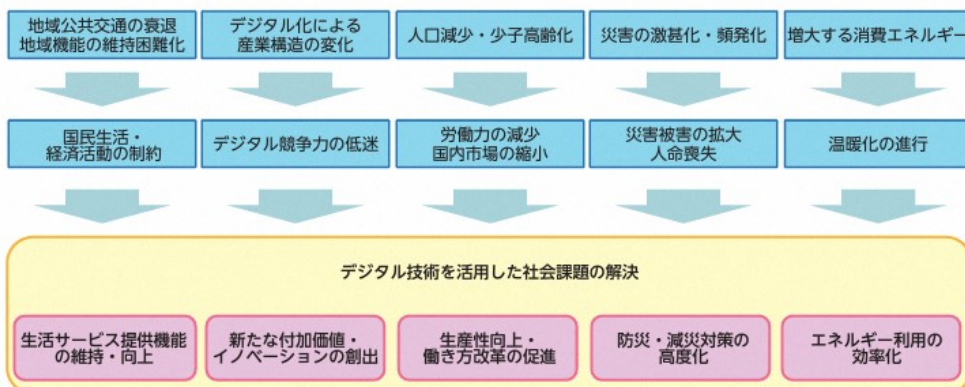 地域公共交通の衰退
地域機能の維持困難化
デジタル化による
産業構造の変化
人口減少・少子高齢化
災害の激甚化・頻発化
増大する消費エネルギー
国民生活・
経済活動の制約
デジタル競争力の低迷
労働力の減少
国内市場の縮小
災害被害の拡大
人命喪失
温暖化の進行
デジタル技術を活用した社会課題の解決
生活サービス提供機能
の維持・向上
新たな付加価値・
イノベーションの創出
生産性向上・
働き方改革の促進
防災・減災対策の
高度化
エネルギー利用の
効率化